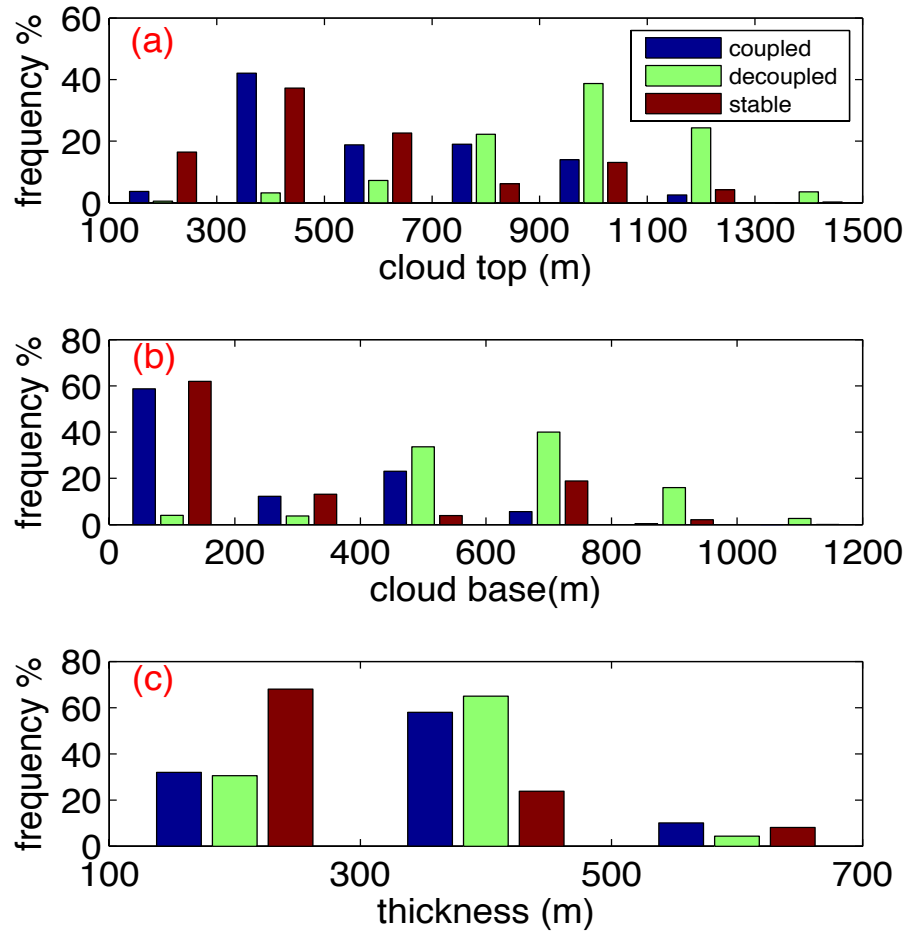 (a)
frequency %
60
40
20
0
coupled
decoupled
stable
100 300 500 700 900 1100 1300 1500
cloud top (m)
(b)
frequency %
80
60
40
20
0
0 200 400 600 800 1000 1200
cloud base(m)
(c)
frequency %
80
60
40
20
0
100 300 500 700
thickness (m)